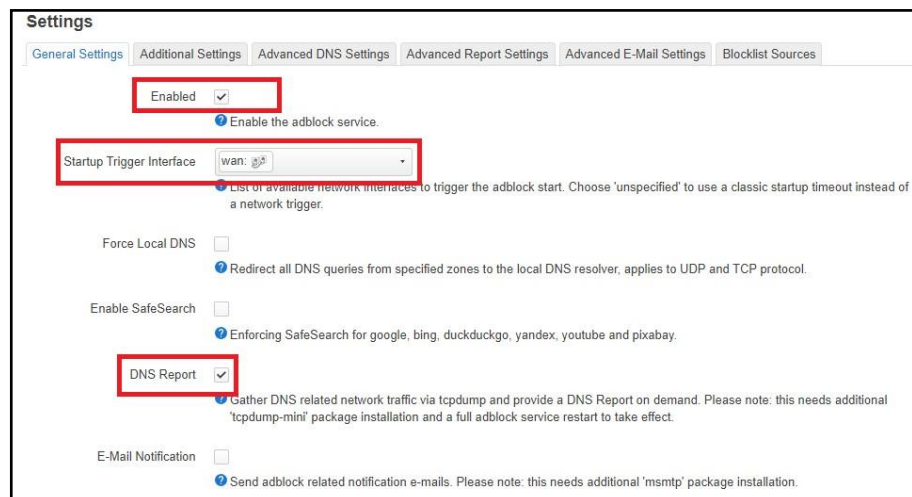 Settings
General Settings Additional Settings Advanced DNS Settings Advanced Report Settings Advanced E-Mail Settings Blocklist Sources
Enabled
Enable the adblock service.
Startup Trigger Interface wan:
List of available network interfaces to trigger the adblock start. Choose 'unspecified' to use a classic startup timeout instead of
a network trigger.
Force Local DNS
Redirect all DNS queries from specified zones to the local DNS resolver, applies to UDP and TCP protocol.
Enable SafeSearch
Enforcing SafeSearch for google, bing, duckduckgo, yandex, youtube and pixabay.
DNS Report
Gather DNS related network traffic via tcpdump and provide a DNS Report on demand. Please note: this needs additional
'tcpdump-mini' package installation and a full adblock service restart to take effect.
E-Mail Notification
Send adblock related notification e-mails. Please note: this needs additional 'msmtp' package installation.